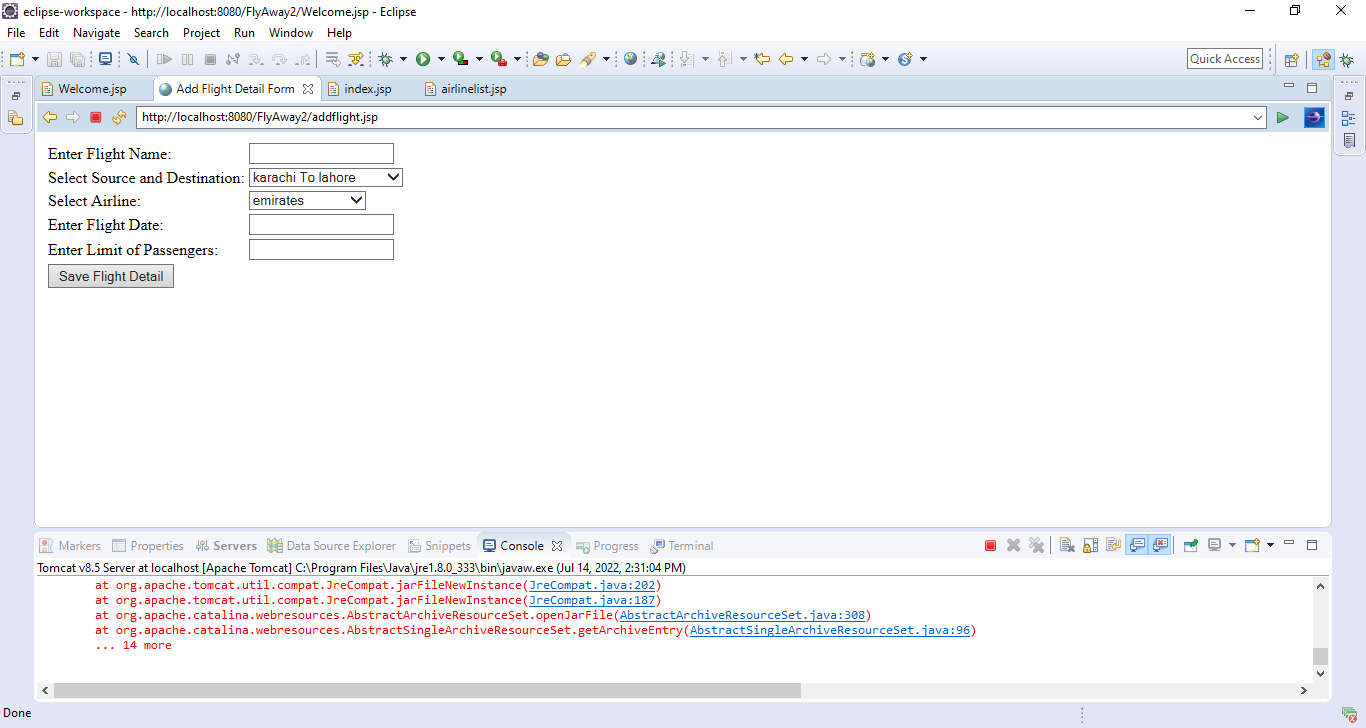 eclipse-workspace - http://localhost:8080/FlyAway2/Welcome.jsp - Eclipse
File Edit Navigate Search Project Run Window Help
Quick Access
Welcome.jsp Add Flight Detail Form index.jsp airlinelist.jsp
http://localhost:8080/FlyAway2/addflight.jsp
Enter Flight Name:
Select Source and Destination: karachi To lahore
Select Airline: emirates
Enter Flight Date:
Enter Limit of Passengers:
Save Flight Detail
Markers Properties Servers Data Source Explorer Snippets Console Progress Terminal
Tomcat v8.5 Server at localhost [Apache Tomcat] C:\Program Files\Java\jre1.8.0_333\bin\javaw.exe (Jul 14, 2022, 2:31:04 PM)
at org.apache.tomcat.util.compat.JreCompat.jarFileNewInstance(JreCompat.java:202)
at org.apache.tomcat.util.compat.JreCompat.jarFileNewInstance(JreCompat.java:187)
at org.apache.catalina.webresources.AbstractArchiveResourceSet.openJarFile(AbstractArchiveResourceSet.java:308)
at org.apache.catalina.webresources.AbstractSingleArchiveResourceSet.getArchiveEntry(AbstractSingleArchiveResourceSet.java:96)
... 14 more
Done